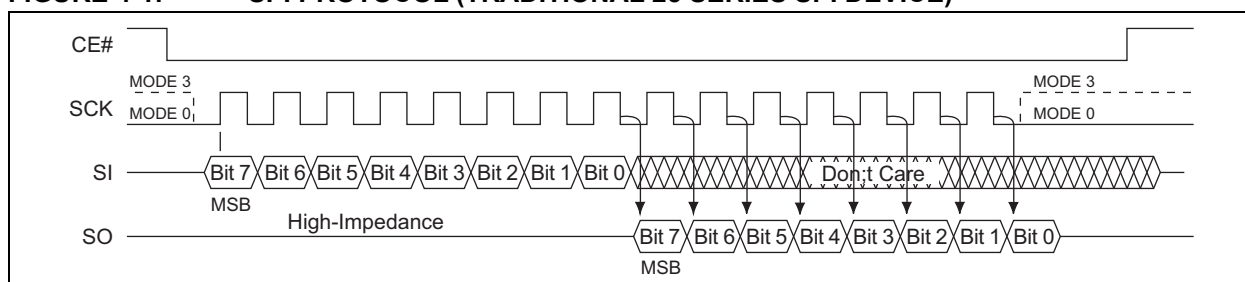 FIGURE SPI PROTOCOL (TRADITIONAL SERIES SPI DEVICE)
CE#
MODE 3
MODE 3
SCK
MODE 0
MODE 0
SI
Bit 7 Bit 6 Bit 5 Bit 4 Bit 3 Bit 2 Bit 1 Bit 0
Don;t Care
MSB
High-Impedance
SO
Bit 7 Bit 6 Bit 5 Bit 4 Bit 3 Bit 2 Bit 1 Bit 0
MSB